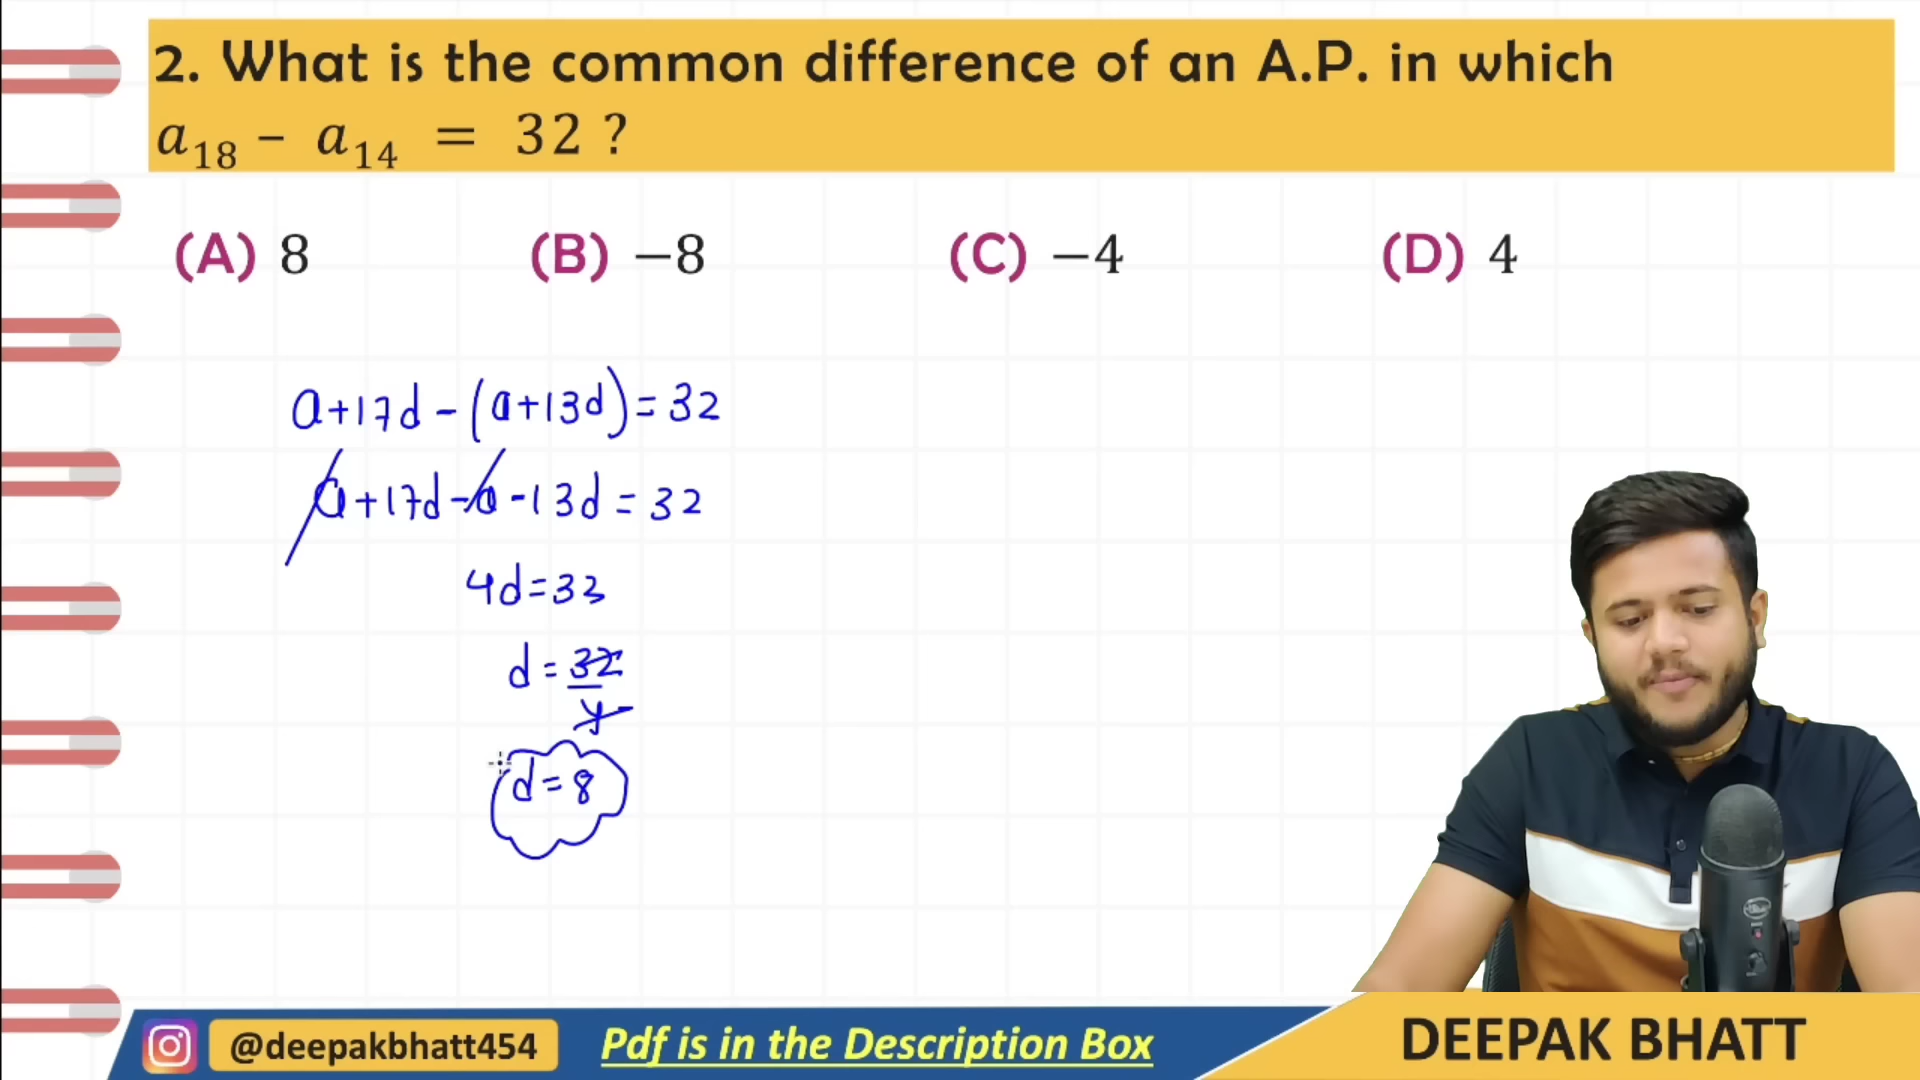 2. What is the common difference of an A.P. in which
a₁₈ – a₁₄ = 32 ?
(A) 8 (B) −8 (C) −4 (D) 4
a+17d-(a+13d)=32
a+17d-a-13d=32
4d=32
d=32
4
d=8
@deepakbhatt454 Pdf is in the Description Box DEEPAK BHATT